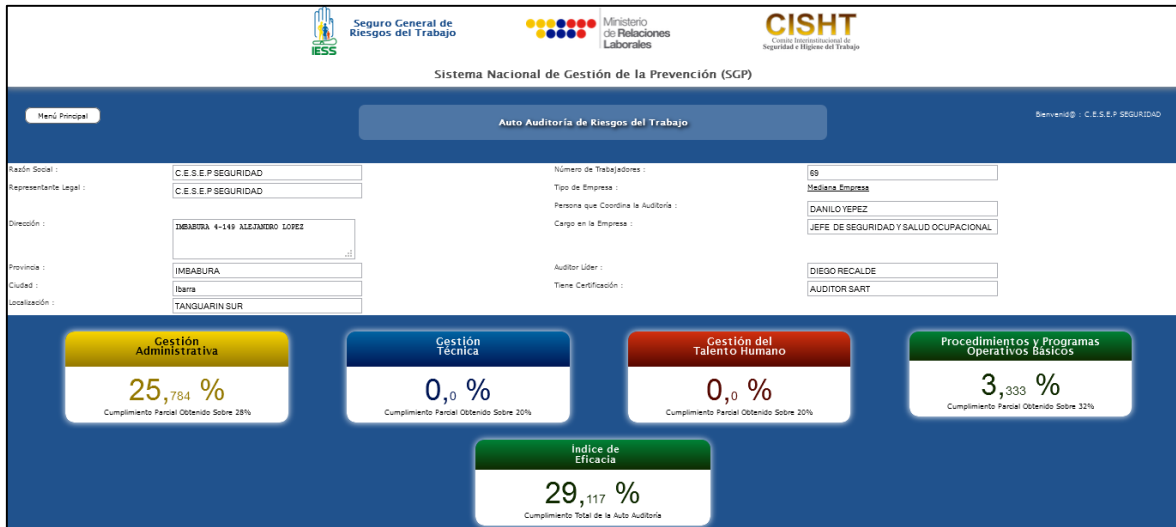 IESS
Seguro General de
Riesgos del Trabajo
Ministerio
de Relaciones
Laborales
CISHT
Comite Interinstitucional de
Seguridad e Higiene del Trabajo
Sistema Nacional de Gestión de la Prevención (SGP)
Menú Principal
Auto Auditoría de Riesgos del Trabajo
Bienvenid@ : C.E.S.E.P SEGURIDAD
Razón Social : C.E.S.E.P SEGURIDAD
Número de Trabajadores : 69
Representante Legal : C.E.S.E.P SEGURIDAD
Tipo de Empresa : Mediana Empresa
Persona que Coordina la Auditoría : DANILO YEPEZ
Dirección : IMBABURA 4-149 ALEJANDRO LOPEZ
Cargo en la Empresa : JEFE DE SEGURIDAD Y SALUD OCUPACIONAL
Provincia : IMBABURA
Auditor Líder : DIEGO RECALDE
Ciudad : Ibarra
Tiene Certificación : AUDITOR SART
Localización : TANGUARIN SUR
Gestión
Administrativa
25,784 %
Cumplimiento Parcial Obtenido Sobre 28%
Gestión
Técnica
0,0 %
Cumplimiento Parcial Obtenido Sobre 20%
Gestión del
Talento Humano
0,0 %
Cumplimiento Parcial Obtenido Sobre 20%
Procedimientos y Programas
Operativos Básicos
3,333 %
Cumplimiento Parcial Obtenido Sobre 32%
Índice de
Eficacia
29,117 %
Cumplimiento Total de la Auto Auditoría